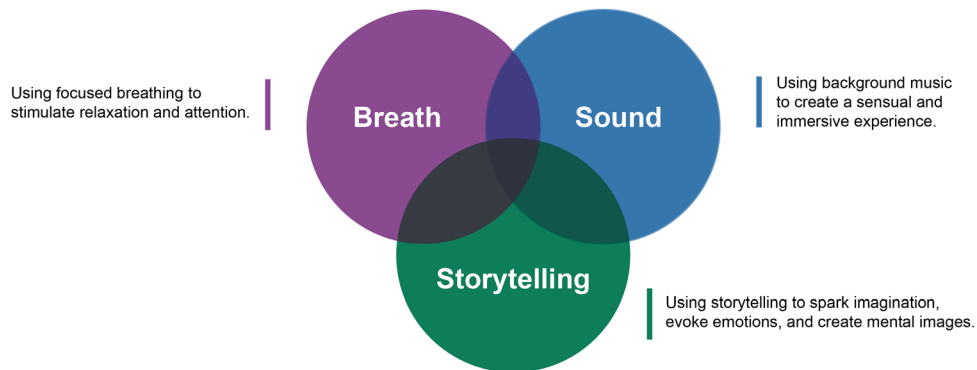 Using focused breathing to
stimulate relaxation and attention.
Breath
Sound
Using background music
to create a sensual and
immersive experience.
Storytelling
Using storytelling to spark imagination,
evoke emotions, and create mental images.